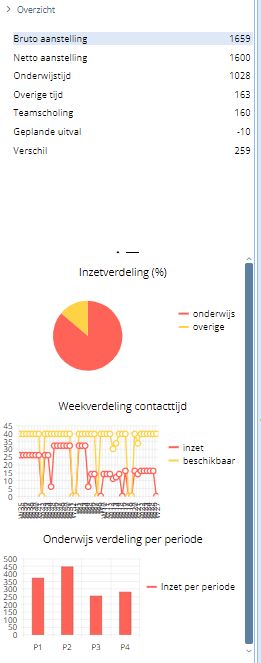 Overzicht
Bruto aanstelling 1659
Netto aanstelling 1600
Onderwijstijd 1028
Overige tijd 163
Teamscholing 160
Geplande uitval -10
Verschil 259
Inzetverdeling (%)
onderwijs
overige
Weekverdeling contacttijd
45
40
35
30
25
20
15
10
5
0
inzet
beschikbaar
Onderwijs verdeling per periode
500
450
400
350
300
250
200
150
100
50
0
P1 P2 P3 P4
Inzet per periode